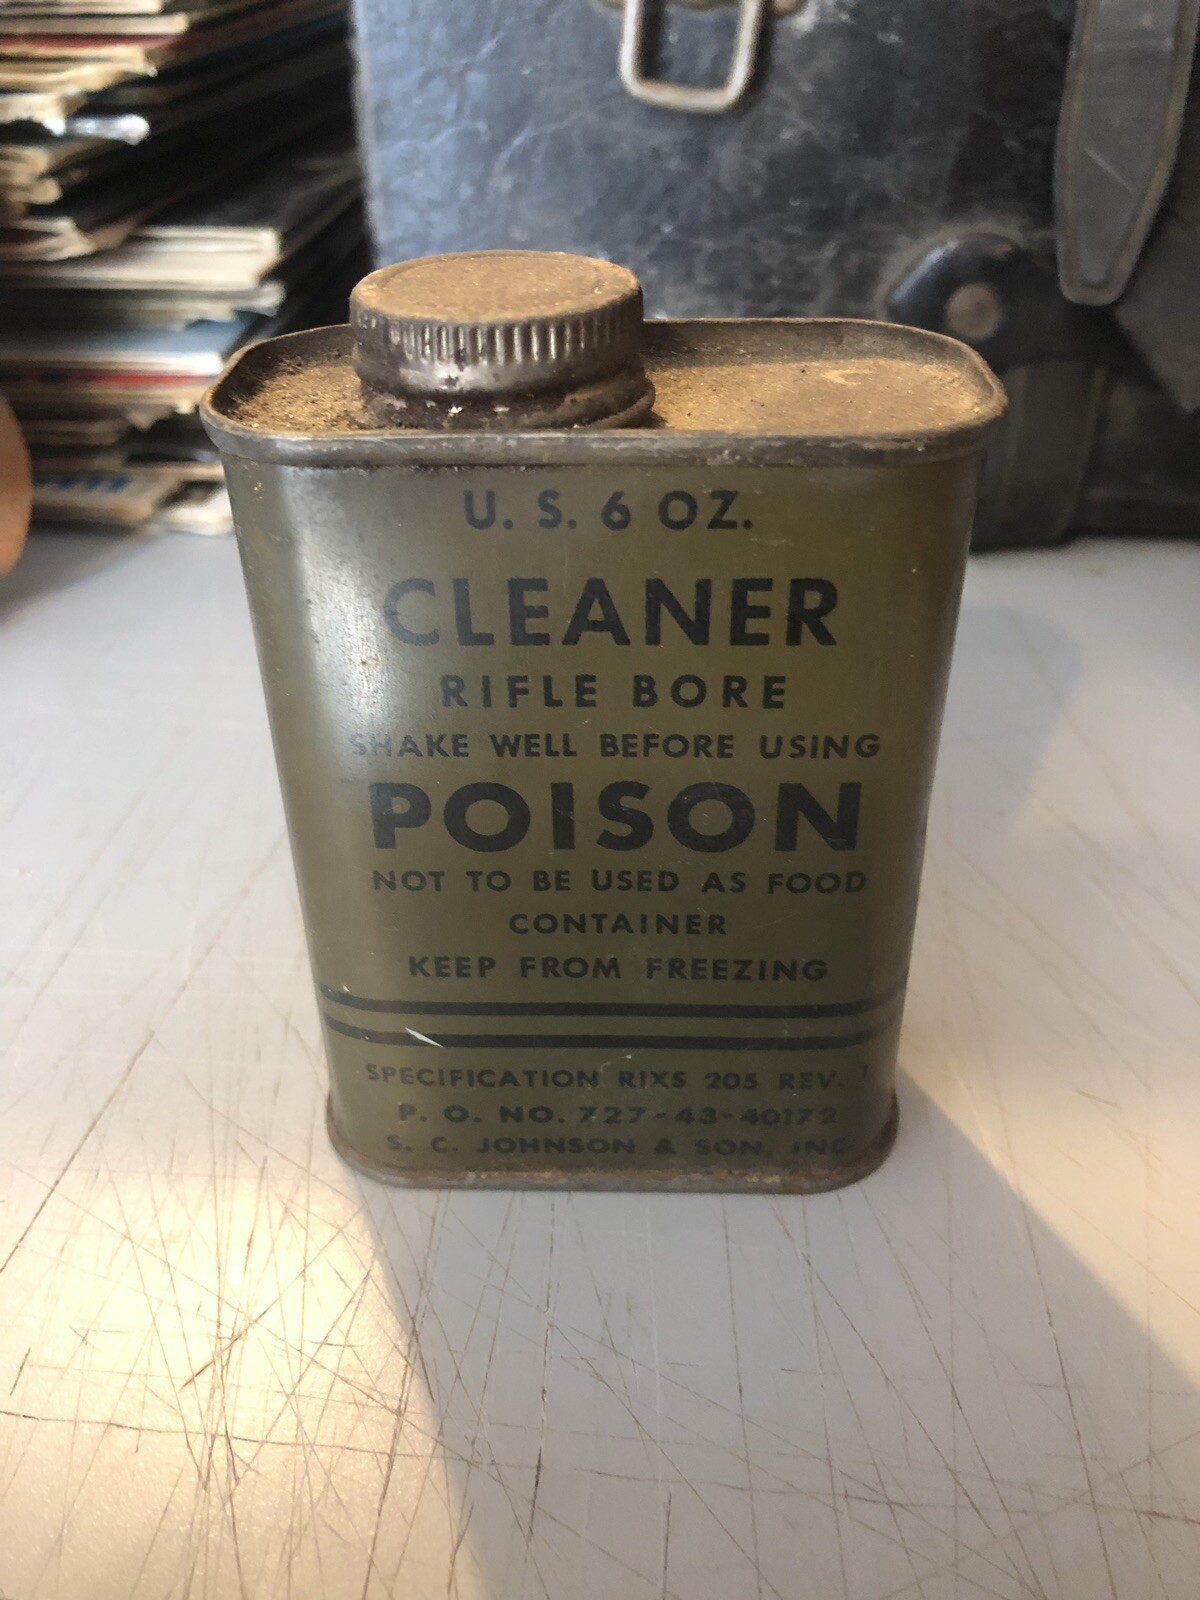 U. S. 6 OZ.
CLEANER
RIFLE BORE
SHAKE WELL BEFORE USING
POISON
NOT TO BE USED AS FOOD
CONTAINER
KEEP FROM FREEZING
SPECIFICATION RIXS 205 REV. 1
P. O. NO. 727-43-40172
S. C. JOHNSON & SON, INC.